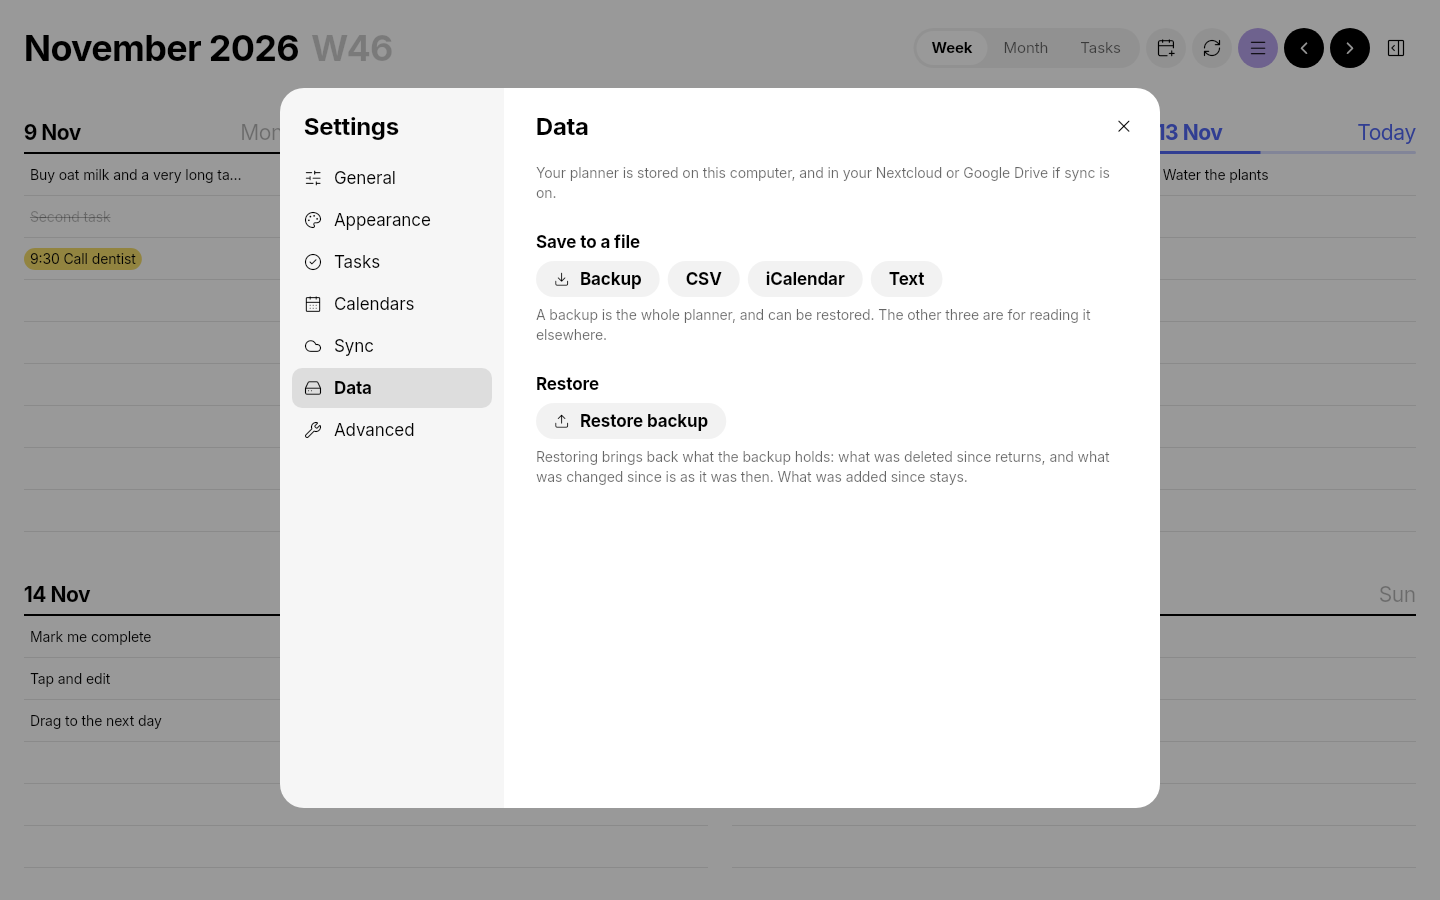 November 2026 W46
Week Month Tasks
9 Nov Mon
13 Nov Today
Buy oat milk and a very long ta...
Second task
9:30 Call dentist
Water the plants
14 Nov
Sun
Mark me complete
Tap and edit
Drag to the next day
Settings
General
Appearance
Tasks
Calendars
Sync
Data
Advanced
Data
Your planner is stored on this computer, and in your Nextcloud or Google Drive if sync is
on.
Save to a file
Backup CSV iCalendar Text
A backup is the whole planner, and can be restored. The other three are for reading it
elsewhere.
Restore
Restore backup
Restoring brings back what the backup holds: what was deleted since returns, and what
was changed since is as it was then. What was added since stays.